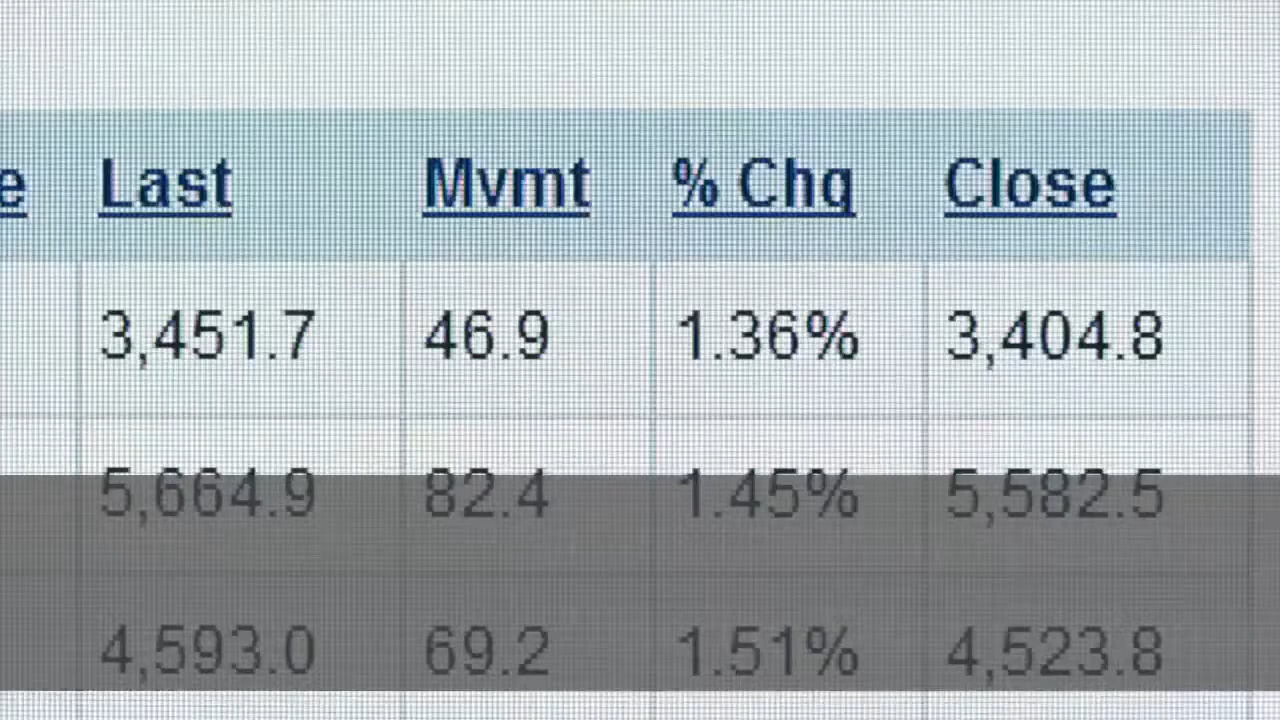 e Last Mvmt % Chg Close
3,451.7 46.9 1.36% 3,404.8
5,664.9 82.4 1.45% 5,582.5
4,593.0 69.2 1.51% 4,523.8